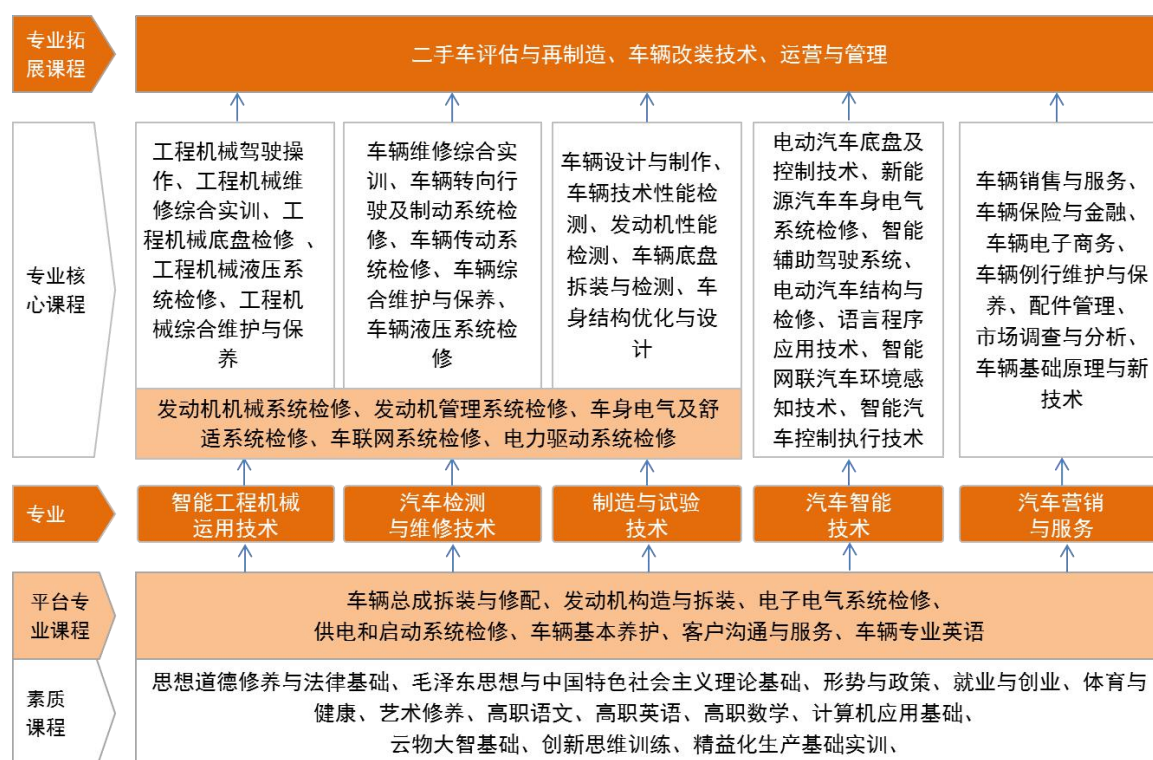 专业拓
展课程
二手车评估与再制造、车辆改装技术、运营与管理
专业核
心课程
工程机械驾驶操
作、工程机械维
修综合实训、工
程机械底盘检修 、
工程机械液压系
统检修、工程机
械综合维护与保
养
车辆维修综合实
训、车辆转向行
驶及制动系统检
修、车辆传动系
统检修、车辆综
合维护与保养、
车辆液压系统检
修
车辆设计与制作、
车辆技术性能检
测、发动机性能
检测、车辆底盘
拆装与检测、车
身结构优化与设
计
电动汽车底盘及
控制技术、新能
源汽车车身电气
系统检修、智能
辅助驾驶系统、
电动汽车结构与
检修、语言程序
应用技术、智能
网联汽车环境感
知技术、智能汽
车控制执行技术
车辆销售与服务、
车辆保险与金融、
车辆电子商务、
车辆例行维护与保
养、配件管理、
市场调查与分析、
车辆基础原理与新
技术
发动机机械系统检修、发动机管理系统检修、车身电气及舒
适系统检修、车联网系统检修、电力驱动系统检修
专业
智能工程机械
运用技术
汽车检测
与维修技术
制造与试验
技术
汽车智能
技术
汽车营销
与服务
平台专
业课程
车辆总成拆装与修配、发动机构造与拆装、电子电气系统检修、
供电和启动系统检修、车辆基本养护、客户沟通与服务、车辆专业英语
素质
课程
思想道德修养与法律基础、毛泽东思想与中国特色社会主义理论基础、形势与政策、就业与创业、体育与
健康、艺术修养、高职语文、高职英语、高职数学、计算机应用基础、
云物大智基础、创新思维训练、精益化生产基础实训、